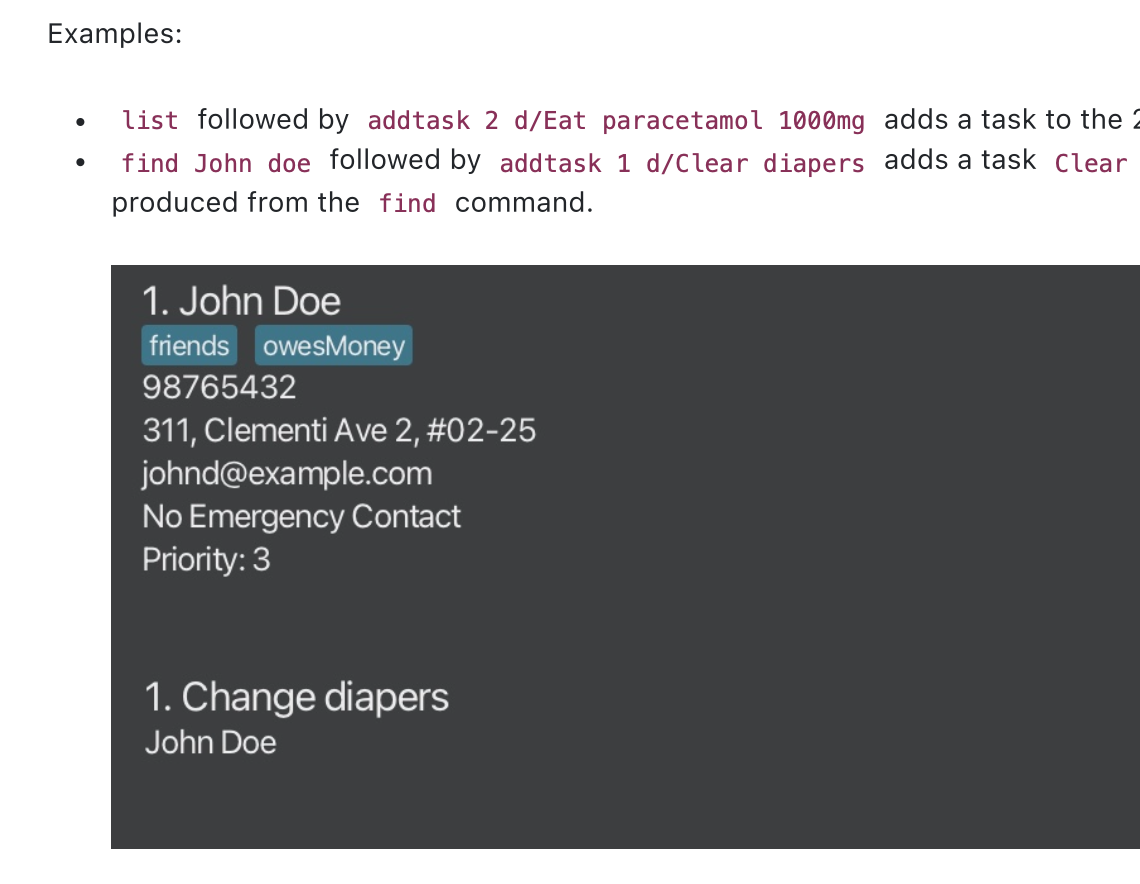 Examples:
• list followed by addtask 2 d/Eat paracetamol 1000mg adds a task to the 2
• find John doe followed by addtask 1 d/Clear diapers adds a task Clear
produced from the find command.
1. John Doe
friends owesMoney
98765432
311, Clementi Ave 2, #02-25
johnd@example.com
No Emergency Contact
Priority: 3
1. Change diapers
John Doe